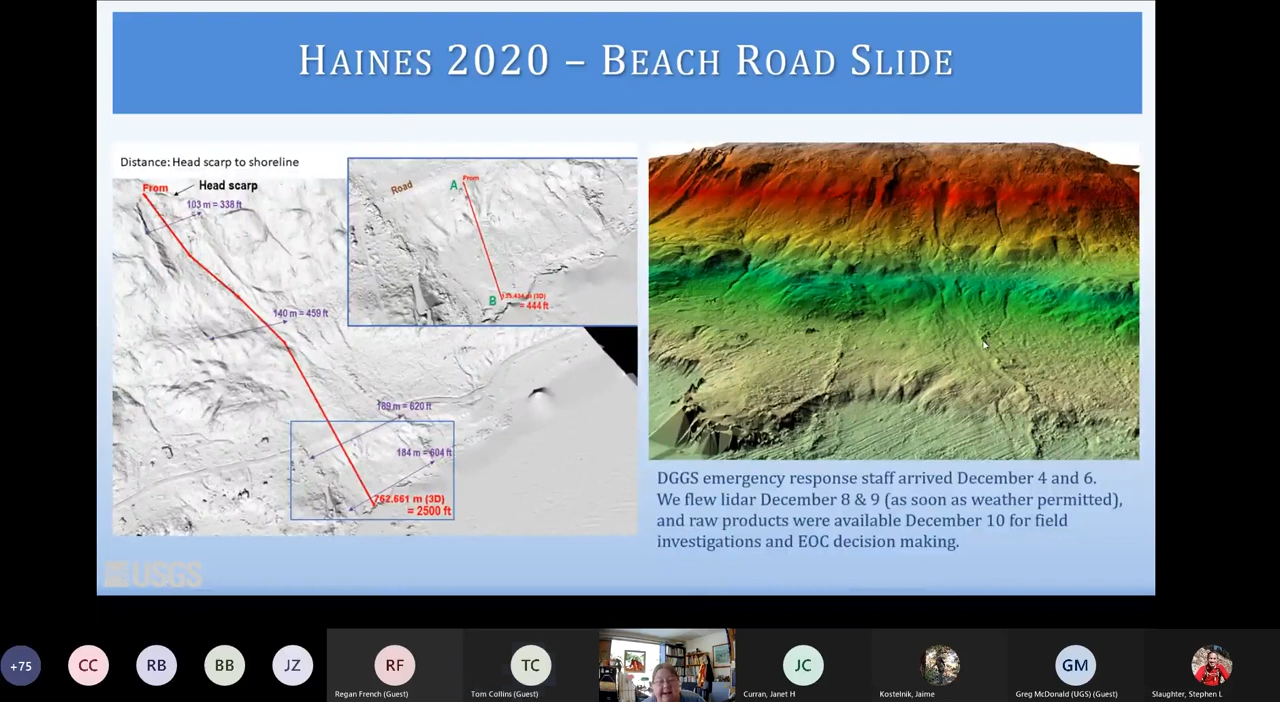 HAINES 2020 – BEACH ROAD SLIDE
Distance: Head scarp to shoreline
From
Head scarp
103 m = 338 ft
140 m = 459 ft
189 m = 620 ft
184 m = 604 ft
762.661 m (3D)
= 2500 ft
Road
A
From
B
(3D)
= 444 ft
DGGS emergency response staff arrived December 4 and 6.
We flew lidar December 8 & 9 (as soon as weather permitted),
and raw products were available December 10 for field
investigations and EOC decision making.
USGS
+75
CC
RB
BB
JZ
RF
TC
JC
GM
Regan French (Guest)
Tom Collins (Guest)
Curran, Janet H
Kostelnik, Jaime
Greg McDonald (UGS) (Guest)
Slaughter, Stephen L